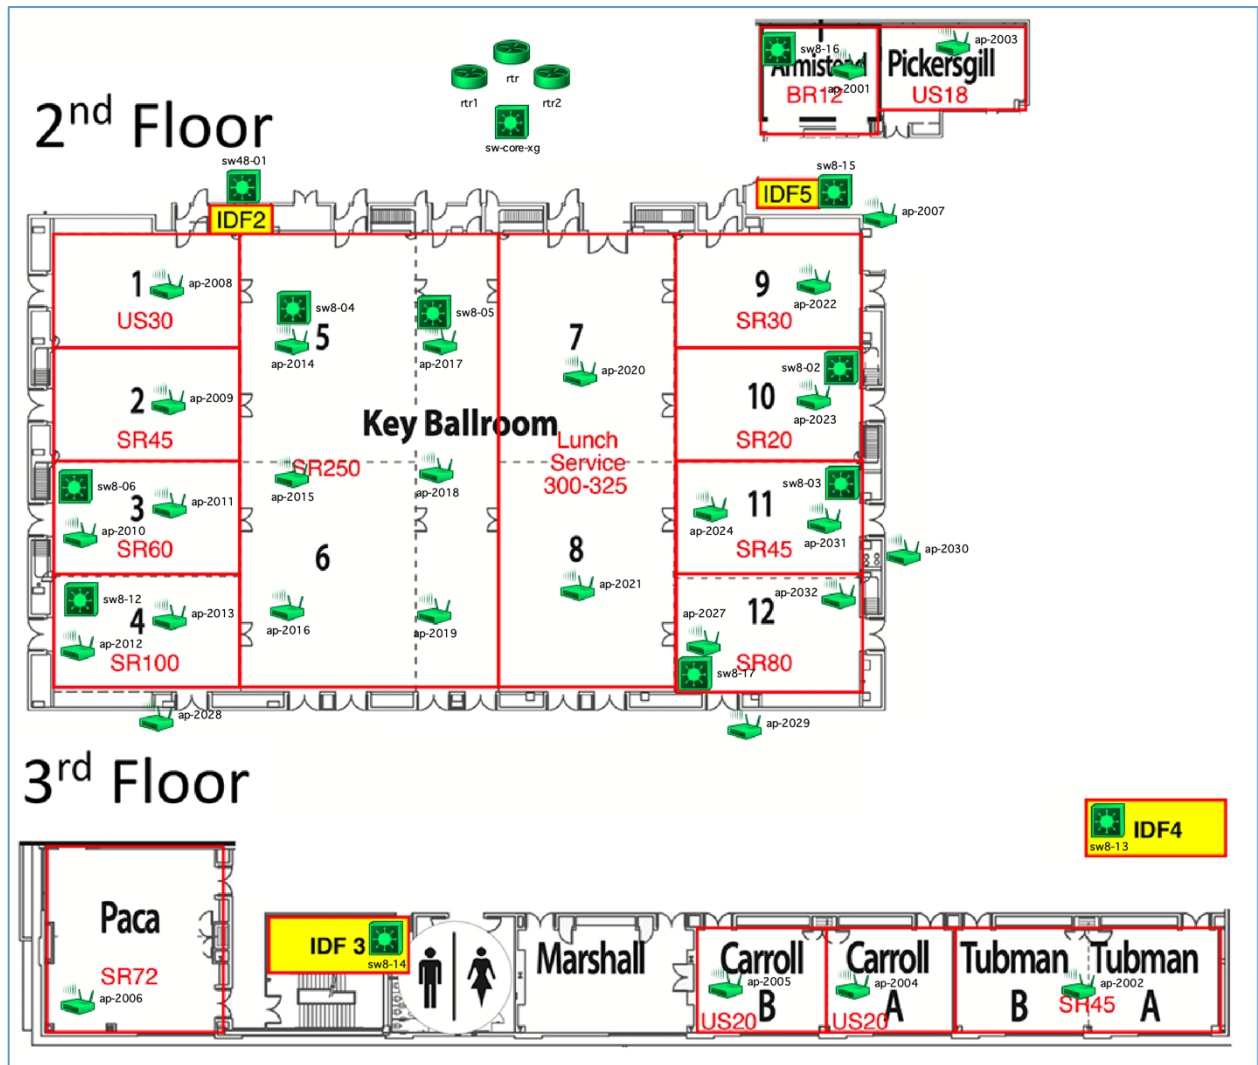 2nd Floor
rtr
rtr1
rtr2
sw-core-xg
sw8-16
ap-2003
Armistead
Pickersgill
ap-2001
BR12
US18
sw48-01
IDF2
sw8-15
IDF5
ap-2007
1
ap-2008
US30
sw8-04
5
ap-2014
sw8-05
ap-2017
7
ap-2020
9
ap-2022
SR30
2
ap-2009
SR45
Key Ballroom
SR250
ap-2015
ap-2018
Lunch
Service
300-325
sw8-02
10
ap-2023
SR20
sw8-06
3
ap-2011
ap-2010
SR60
6
8
sw8-03
11
ap-2024
ap-2031
SR45
ap-2030
sw8-12
4
ap-2013
ap-2012
SR100
ap-2016
ap-2019
ap-2021
ap-2032
12
ap-2027
SR80
sw8-17
ap-2028
ap-2029
3rd Floor
IDF4
sw8-13
Paca
SR72
ap-2006
IDF 3
sw8-14
Marshall
Carroll
B
ap-2005
US20
Carroll
A
ap-2004
US20
Tubman
B
Tubman
A
ap-2002
SR45